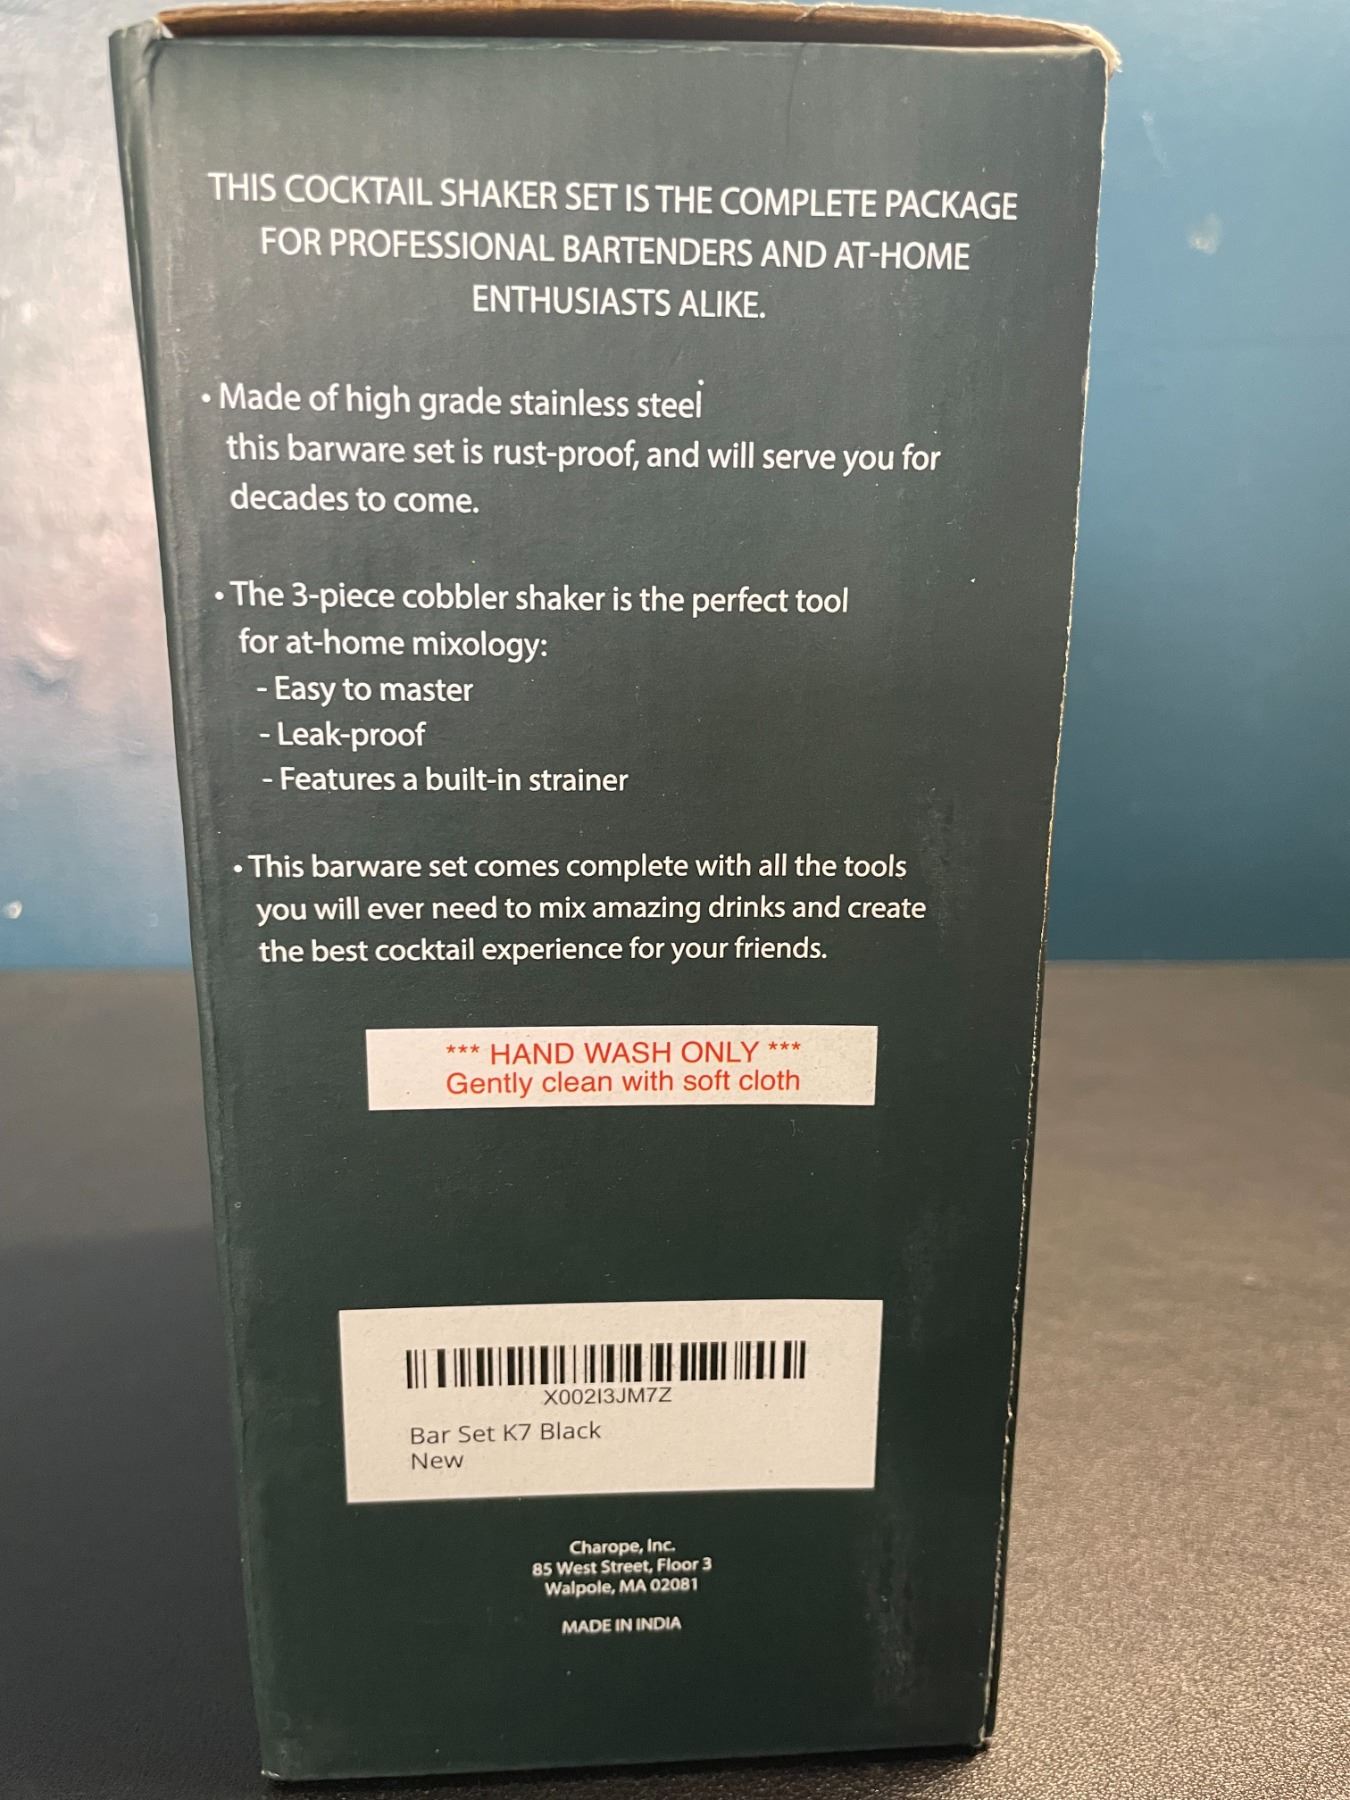 THIS COCKTAIL SHAKER SET IS THE COMPLETE PACKAGE
FOR PROFESSIONAL BARTENDERS AND AT-HOME
ENTHUSIASTS ALIKE.
• Made of high grade stainless steel
this barware set is rust-proof, and will serve you for
decades to come.
• The 3-piece cobbler shaker is the perfect tool
for at-home mixology:
- Easy to master
- Leak-proof
- Features a built-in strainer
• This barware set comes complete with all the tools
you will ever need to mix amazing drinks and create
the best cocktail experience for your friends.
*** HAND WASH ONLY ***
Gently clean with soft cloth
X002I3JM7Z
Bar Set K7 Black
New
Charope, Inc.
85 West Street, Floor 3
Walpole, MA 02081
MADE IN INDIA